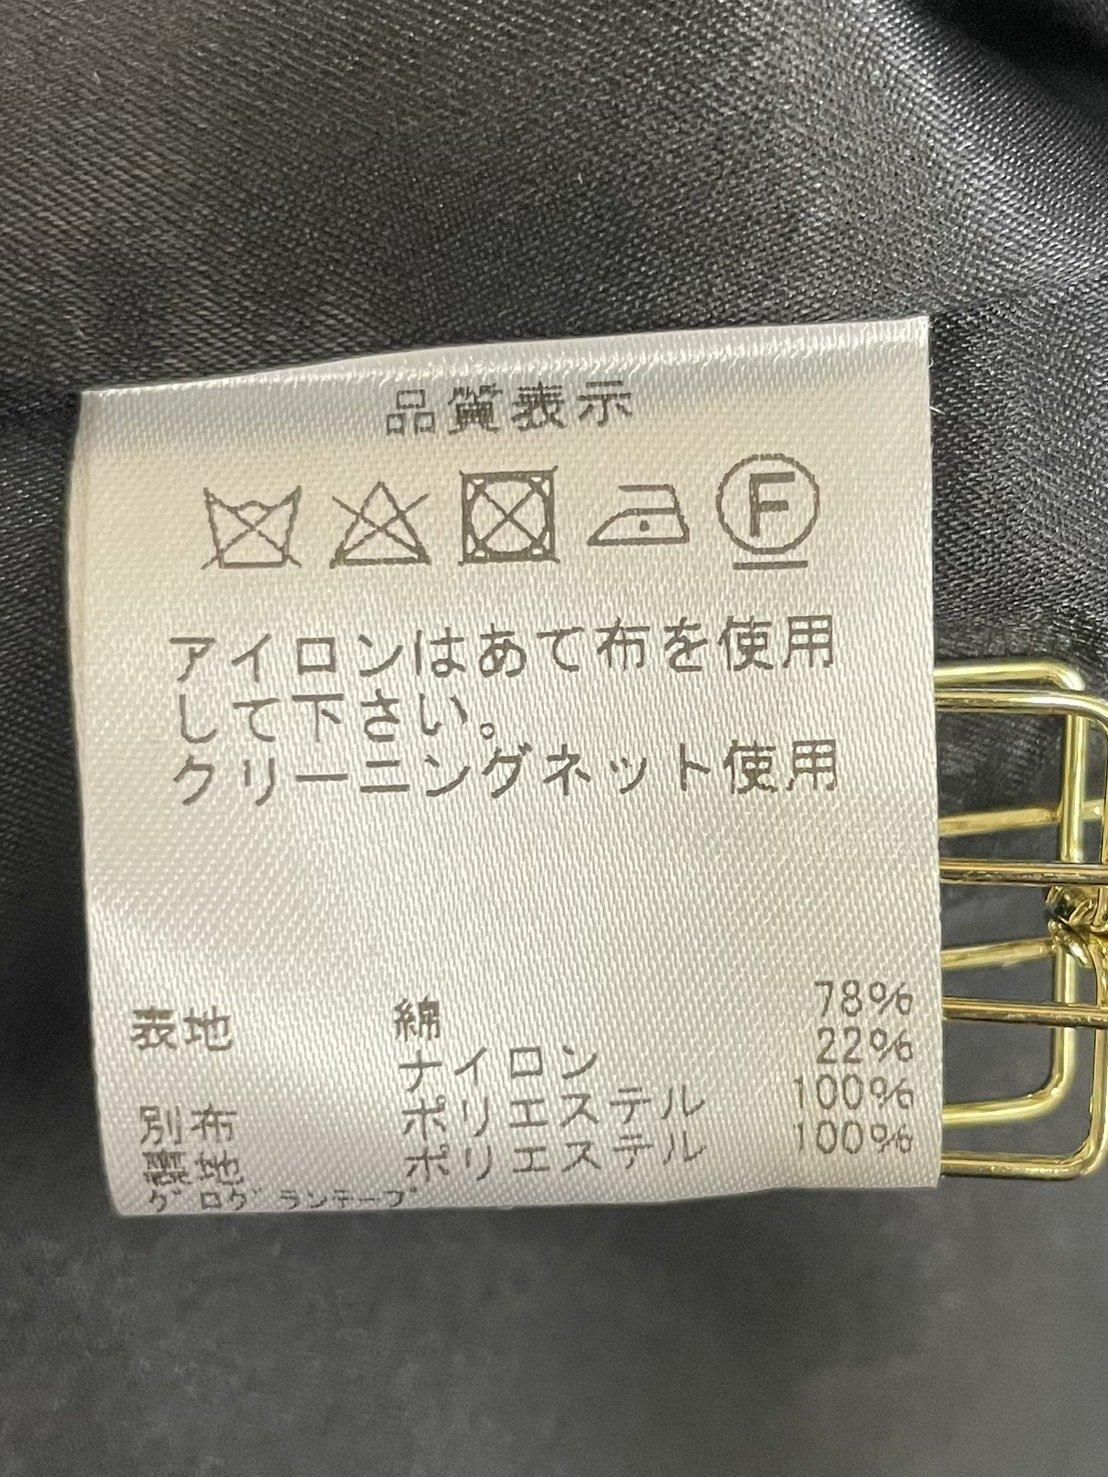 品質表示
F
アイロンはあて布を使用
して下さい。
クリーニングネット使用
表地 綿 78%
ナイロン 22%
別布 ポリエステル 100%
裏地 ポリエステル 100%
グログランテープ